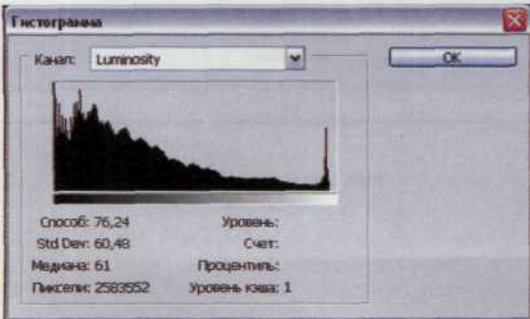 Гистограмма
Канал: Luminosity
OK
Способ: 76,24
Уровень:
Std Dev: 60,48
Счет:
Медиана: 61
Процентиль:
Пиксели: 2583552
Уровень кэша: 1